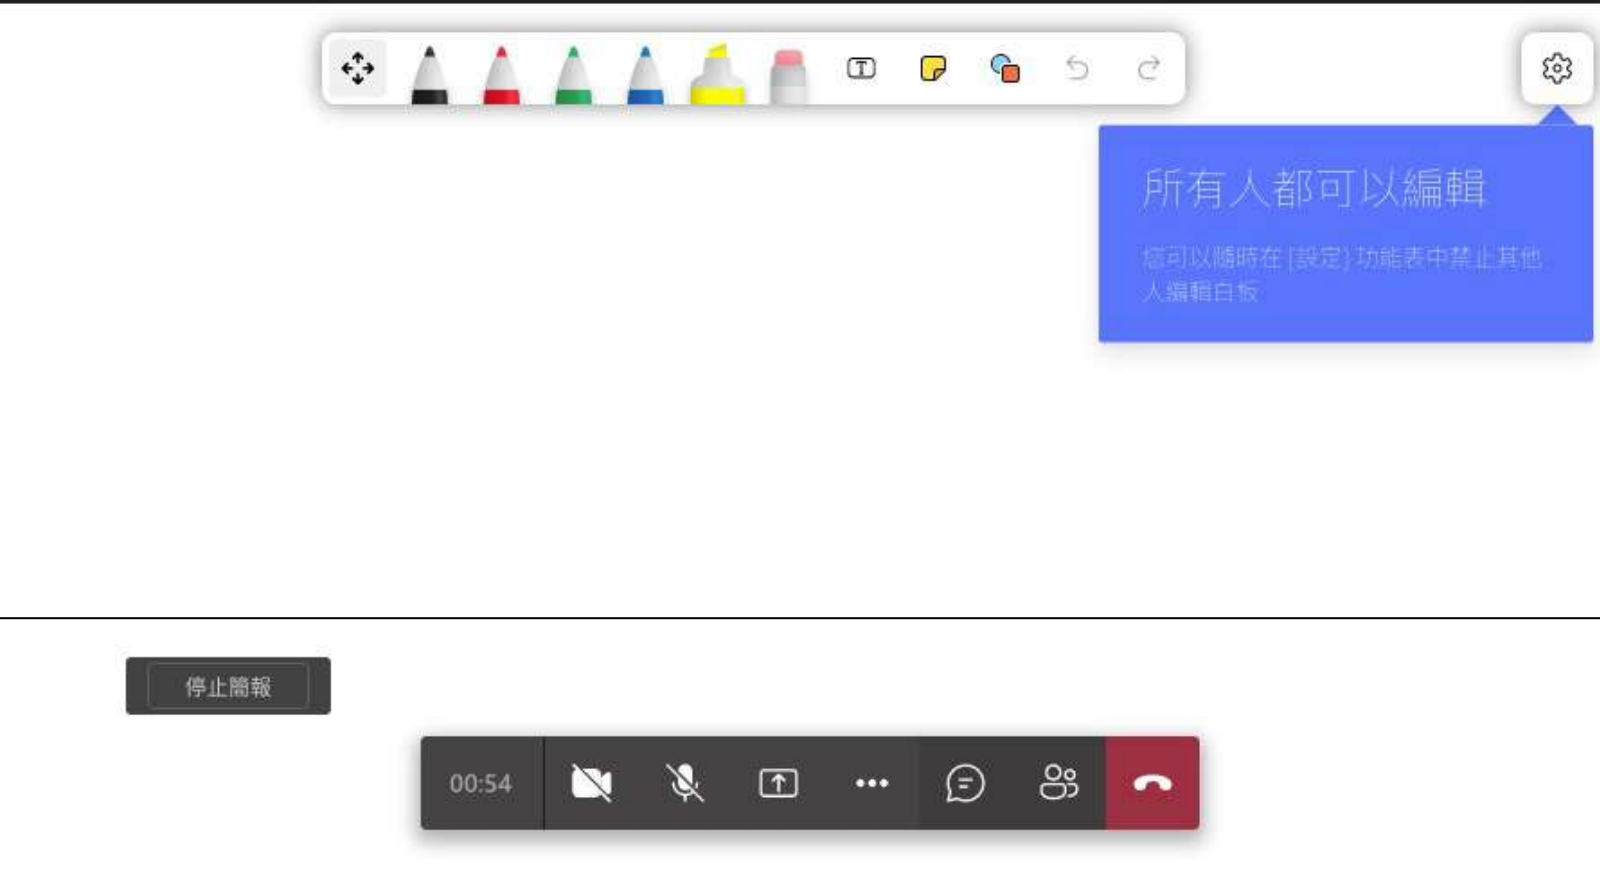 所有人都可以編輯
您可以隨時在 [設定] 功能表中禁止其他
人編輯白板
停止簡報
00:54